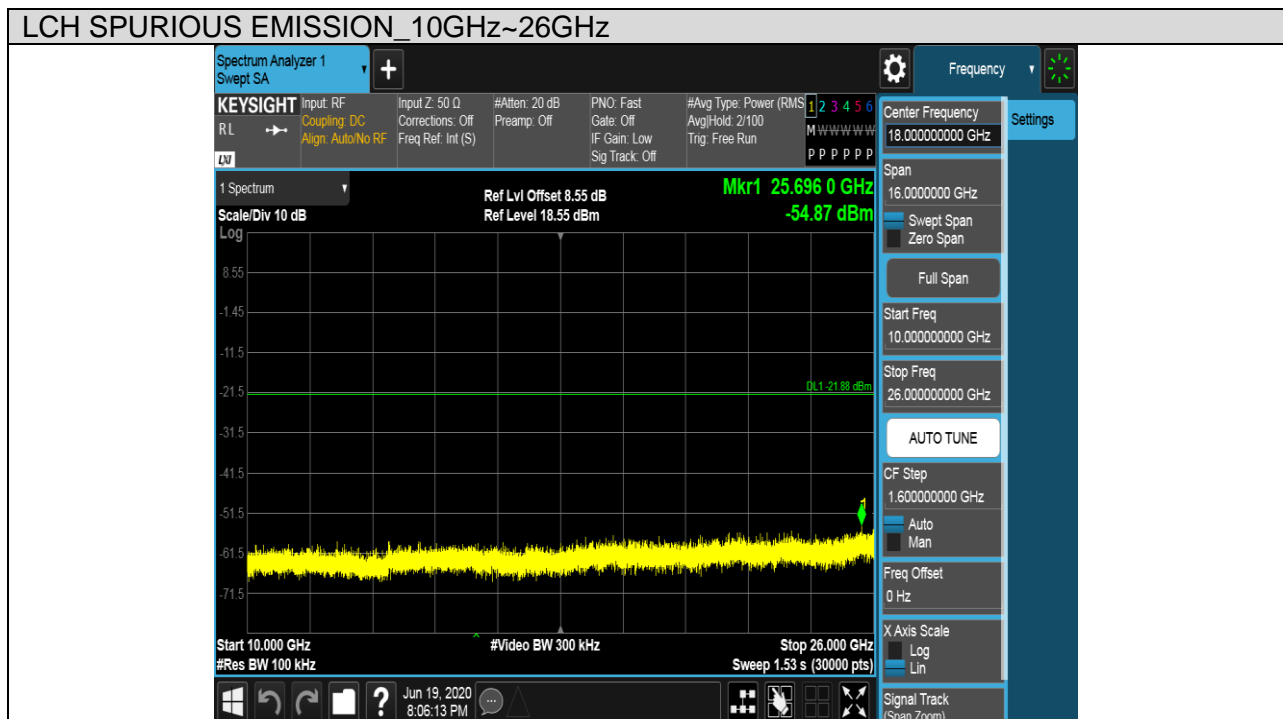 LCH SPURIOUS EMISSION_10GHz~26GHz
Spectrum Analyzer 1
Swept SA
+
Frequency
KEYSIGHT
RL
LXI
Input: RF
Coupling: DC
Align: Auto/No RF
Input Z: 50 Ω
Corrections: Off
Freq Ref: Int (S)
#Atten: 20 dB
Preamp: Off
PNO: Fast
Gate: Off
IF Gain: Low
Sig Track: Off
#Avg Type: Power (RMS
Avg|Hold: 2/100
Trig: Free Run
1 2 3 4 5 6
M W W W W W
P P P P P P
1 Spectrum
Scale/Div 10 dB
Log
Ref Lvl Offset 8.55 dB
Ref Level 18.55 dBm
Mkr1 25.696 0 GHz
-54.87 dBm
8.55
-1.45
-11.5
-21.5
-31.5
-41.5
-51.5
-61.5
-71.5
DL1 -21.88 dBm
1
Start 10.000 GHz
#Res BW 100 kHz
#Video BW 300 kHz
Stop 26.000 GHz
Sweep 1.53 s (30000 pts)
?
Jun 19, 2020
8:06:13 PM
Center Frequency
18.000000000 GHz
Settings
Span
16.0000000 GHz
Swept Span
Zero Span
Full Span
Start Freq
10.000000000 GHz
Stop Freq
26.000000000 GHz
AUTO TUNE
CF Step
1.600000000 GHz
Auto
Man
Freq Offset
0 Hz
X Axis Scale
Log
Lin
Signal Track
(Span Zoom)